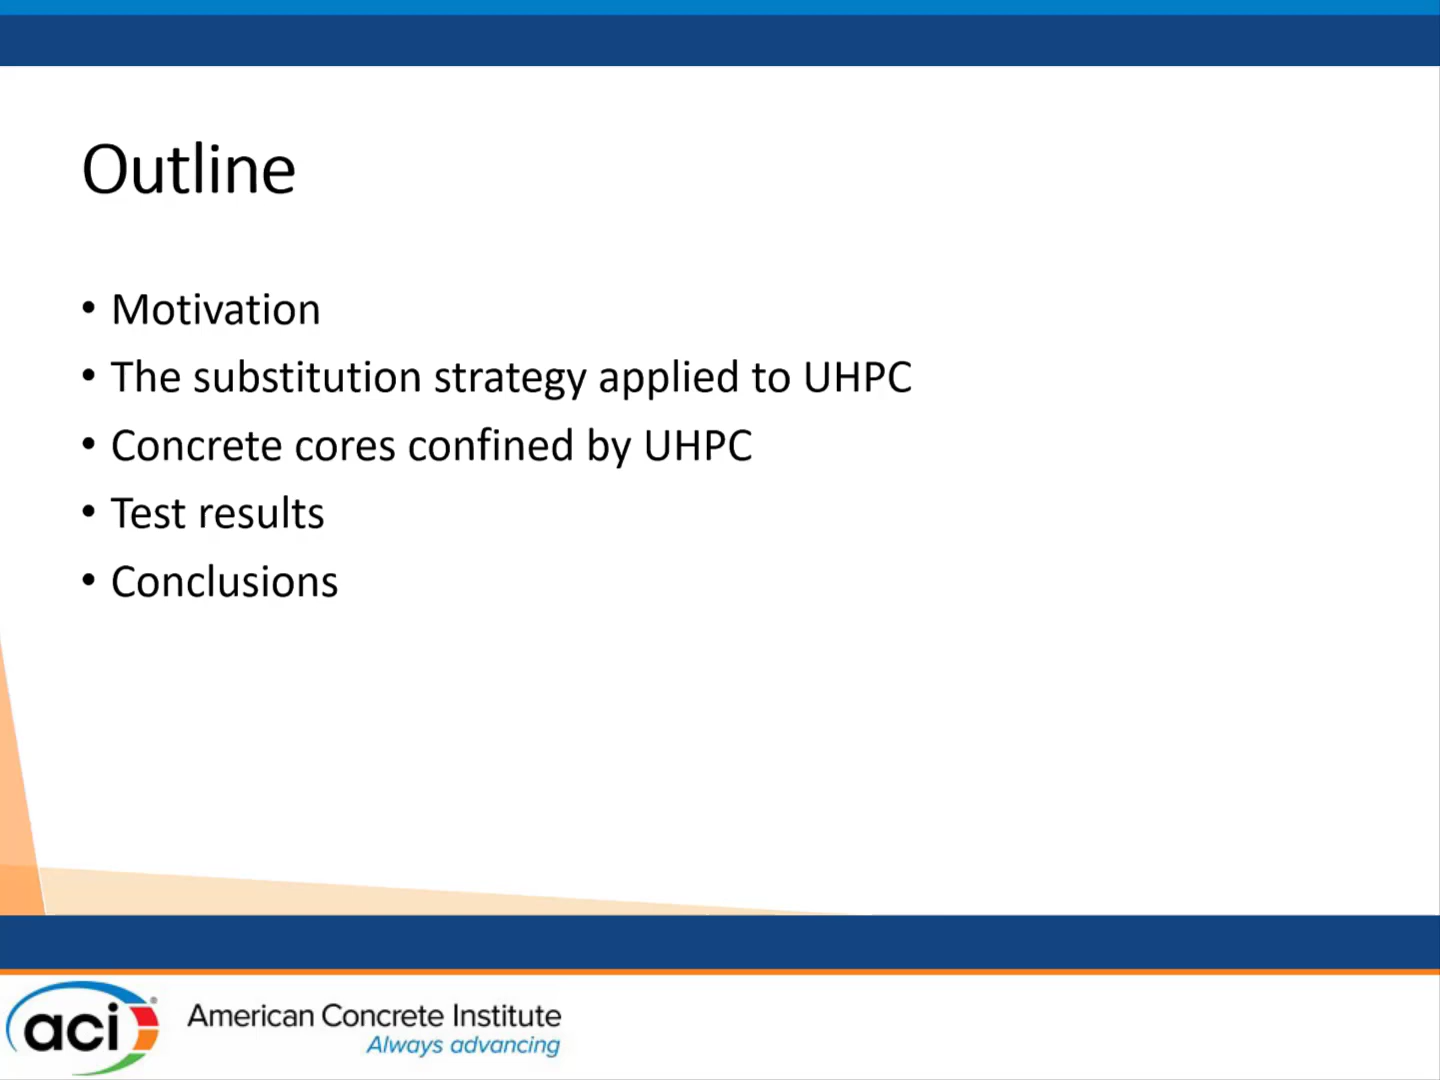 Outline
• Motivation
• The substitution strategy applied to UHPC
• Concrete cores confined by UHPC
• Test results
• Conclusions
aci®
American Concrete Institute
Always advancing